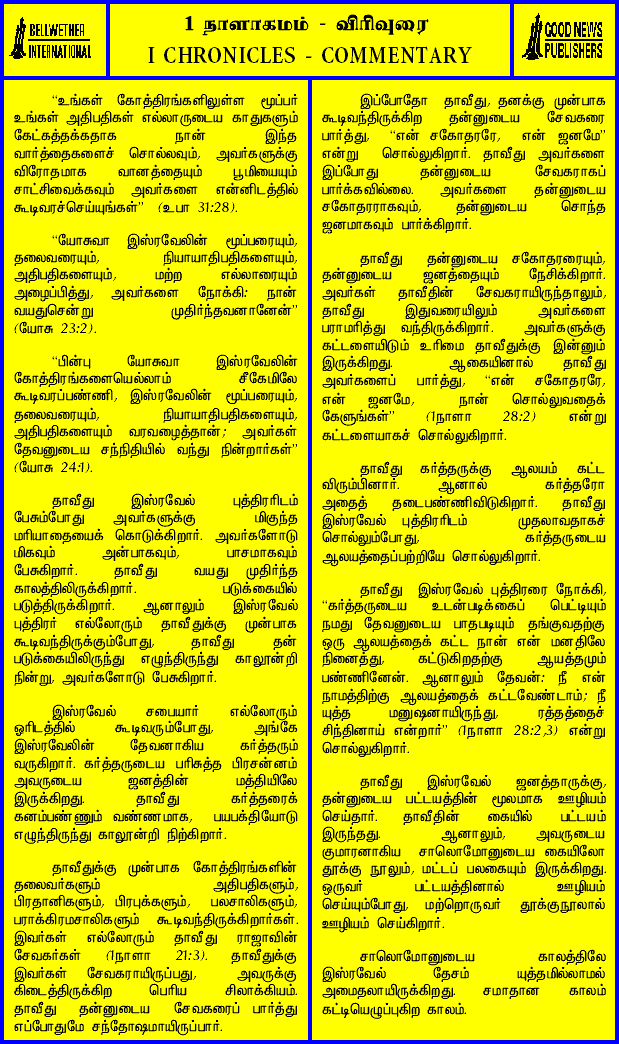 BELLWETHER
INTERNATIONAL
1 நாளாகமம் - விரிவுரை
I CHRONICLES - COMMENTARY
GOOD NEWS
PUBLISHERS
“உங்கள் கோத்திரங்களிலுள்ள மூப்பர்
உங்கள் அதிபதிகள் எல்லாருடைய காதுகளும்
கேட்கத்தக்கதாக நான் இந்த
வார்த்தைகளைச் சொல்லவும், அவர்களுக்கு
விரோதமாக வானத்தையும் பூமியையும்
சாட்சிவைக்கவும் அவர்களை என்னிடத்தில்
கூடிவரச்செய்யுங்கள்” (உபா 31:28).
“யோசுவா இஸ்ரவேலின் மூப்பரையும்,
தலைவரையும், நியாயாதிபதிகளையும்,
அதிபதிகளையும், மற்ற எல்லாரையும்
அழைப்பித்து, அவர்களை நோக்கி: நான்
வயதுசென்று முதிர்ந்தவனானேன்”
(யோசு 23:2).
“பின்பு யோசுவா இஸ்ரவேலின்
கோத்திரங்களையெல்லாம் சீகேமிலே
கூடிவரப்பண்ணி, இஸ்ரவேலின் மூப்பரையும்,
தலைவரையும், நியாயாதிபதிகளையும்,
அதிபதிகளையும் வரவழைத்தான்; அவர்கள்
தேவனுடைய சந்நிதியில் வந்து நின்றார்கள்”
(யோசு 24:1).
தாவீது இஸ்ரவேல் புத்திரரிடம்
பேசும்போது அவர்களுக்கு மிகுந்த
மரியாதையைக் கொடுக்கிறார். அவர்களோடு
மிகவும் அன்பாகவும், பாசமாகவும்
பேசுகிறார். தாவீது வயது முதிர்ந்த
காலத்திலிருக்கிறார். படுக்கையில்
படுத்திருக்கிறார். ஆனாலும் இஸ்ரவேல்
புத்திரர் எல்லோரும் தாவீதுக்கு முன்பாக
கூடிவந்திருக்கும்போது, தாவீது தன்
படுக்கையிலிருந்து எழுந்திருந்து காலூன்றி
நின்று, அவர்களோடு பேசுகிறார்.
இஸ்ரவேல் சபையார் எல்லோரும்
ஓரிடத்தில் கூடிவரும்போது, அங்கே
இஸ்ரவேலின் தேவனாகிய கர்த்தரும்
வருகிறார். கர்த்தருடைய பரிசுத்த பிரசன்னம்
அவருடைய ஜனத்தின் மத்தியிலே
இருக்கிறது. தாவீது கர்த்தரைக்
கனம்பண்ணும் வண்ணமாக, பயபக்தியோடு
எழுந்திருந்து காலூன்றி நிற்கிறார்.
தாவீதுக்கு முன்பாக கோத்திரங்களின்
தலைவர்களும் அதிபதிகளும்,
பிரதானிகளும், பிரபுக்களும், பலசாலிகளும்,
பராக்கிரமசாலிகளும் கூடிவந்திருக்கிறார்கள்.
இவர்கள் எல்லோரும் தாவீது ராஜாவின்
சேவகர்கள் (1நாளா 21:3). தாவீதுக்கு
இவர்கள் சேவகராயிருப்பது, அவருக்கு
கிடைத்திருக்கிற பெரிய சிலாக்கியம்.
தாவீது தன்னுடைய சேவகரைப் பார்த்து
எப்போதுமே சந்தோஷமாயிருப்பார்.
இப்போதோ தாவீது, தனக்கு முன்பாக
கூடிவந்திருக்கிற தன்னுடைய சேவகரை
பார்த்து, “என் சகோதரரே, என் ஜனமே”
என்று சொல்லுகிறார். தாவீது அவர்களை
இப்போது தன்னுடைய சேவகராகப்
பார்க்கவில்லை. அவர்களை தன்னுடைய
சகோதரராகவும், தன்னுடைய சொந்த
ஜனமாகவும் பார்க்கிறார்.
தாவீது தன்னுடைய சகோதரரையும்,
தன்னுடைய ஜனத்தையும் நேசிக்கிறார்.
அவர்கள் தாவீதின் சேவகராயிருந்தாலும்,
தாவீது இதுவரையிலும் அவர்களை
பராமரித்து வந்திருக்கிறார். அவர்களுக்கு
கட்டளையிடும் உரிமை தாவீதுக்கு இன்னும்
இருக்கிறது. ஆகையினால் தாவீது
அவர்களைப் பார்த்து, “என் சகோதரரே,
என் ஜனமே, நான் சொல்லுவதைக்
கேளுங்கள்” (1நாளா 28:2) என்று
கட்டளையாகச் சொல்லுகிறார்.
தாவீது கர்த்தருக்கு ஆலயம் கட்ட
விரும்பினார். ஆனால் கர்த்தரோ
அதைத் தடைபண்ணிவிடுகிறார். தாவீது
இஸ்ரவேல் புத்திரரிடம் முதலாவதாகச்
சொல்லும்போது, கர்த்தருடைய
ஆலயத்தைப்பற்றியே சொல்லுகிறார்.
தாவீது இஸ்ரவேல் புத்திரரை நோக்கி,
“கர்த்தருடைய உடன்படிக்கைப் பெட்டியும்
நமது தேவனுடைய பாதபடியும் தங்குவதற்கு
ஒரு ஆலயத்தைக் கட்ட நான் என் மனதிலே
நினைத்து, கட்டுகிறதற்கு ஆயத்தமும்
பண்ணினேன். ஆனாலும் தேவன்: நீ என்
நாமத்திற்கு ஆலயத்தைக் கட்டவேண்டாம்; நீ
யுத்த மனுஷனாயிருந்து, ரத்தத்தைச்
சிந்தினாய் என்றார்” (1நாளா 28:2,3) என்று
சொல்லுகிறார்.
தாவீது இஸ்ரவேல் ஜனத்தாருக்கு,
தன்னுடைய பட்டயத்தின் மூலமாக ஊழியம்
செய்தார். தாவீதின் கையில் பட்டயம்
இருந்தது. ஆனாலும், அவருடைய
குமாரனாகிய சாலொமோனுடைய கையிலோ
தூக்கு நூலும், மட்டப் பலகையும் இருக்கிறது.
ஒருவர் பட்டயத்தினால் ஊழியம்
செய்யும்போது, மற்றொருவர் தூக்குநூலால்
ஊழியம் செய்கிறார்.
சாலொமோனுடைய காலத்திலே
இஸ்ரவேல் தேசம் யுத்தமில்லாமல்
அமைதலாயிருக்கிறது. சமாதான காலம்
கட்டியெழுப்புகிற காலம்.